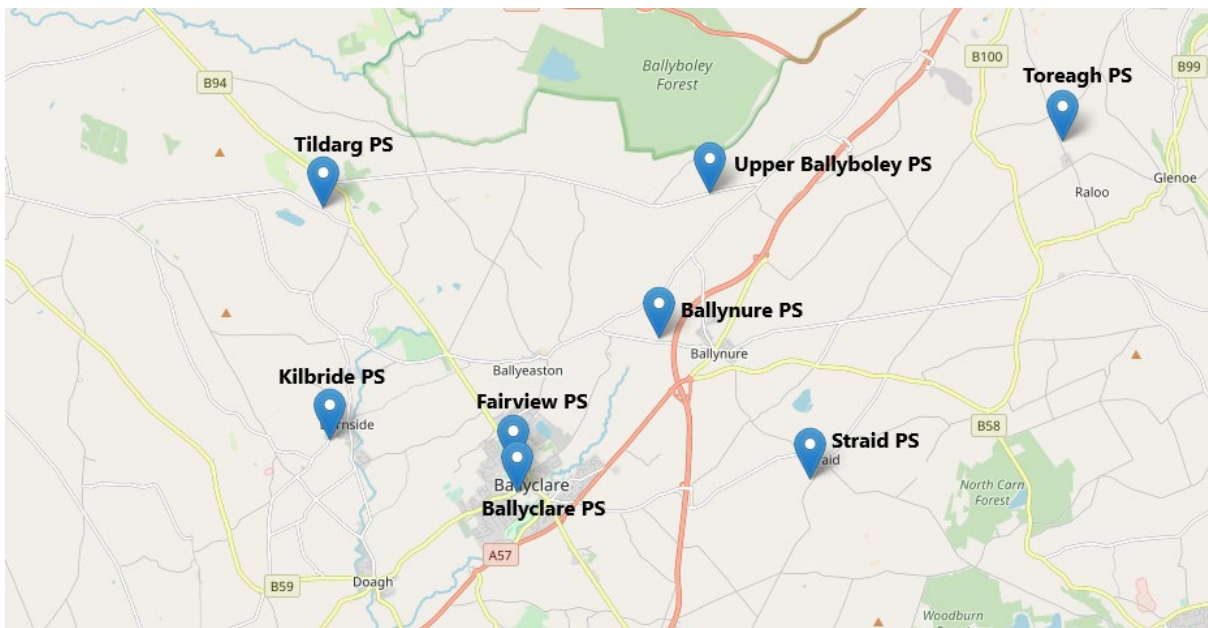 Ballyboley
Forest
B100
B99
B94
Toreagh PS
Tildarg PS
Upper Ballyboley PS
Glenoe
Raloo
Ballynure PS
Ballynure
Ballyeaston
Kilbride PS
Fairview PS
B58
Straid PS
Ballyclare
Ballyclare PS
North Carn
Forest
A57
B59
Doagh
Woodburn